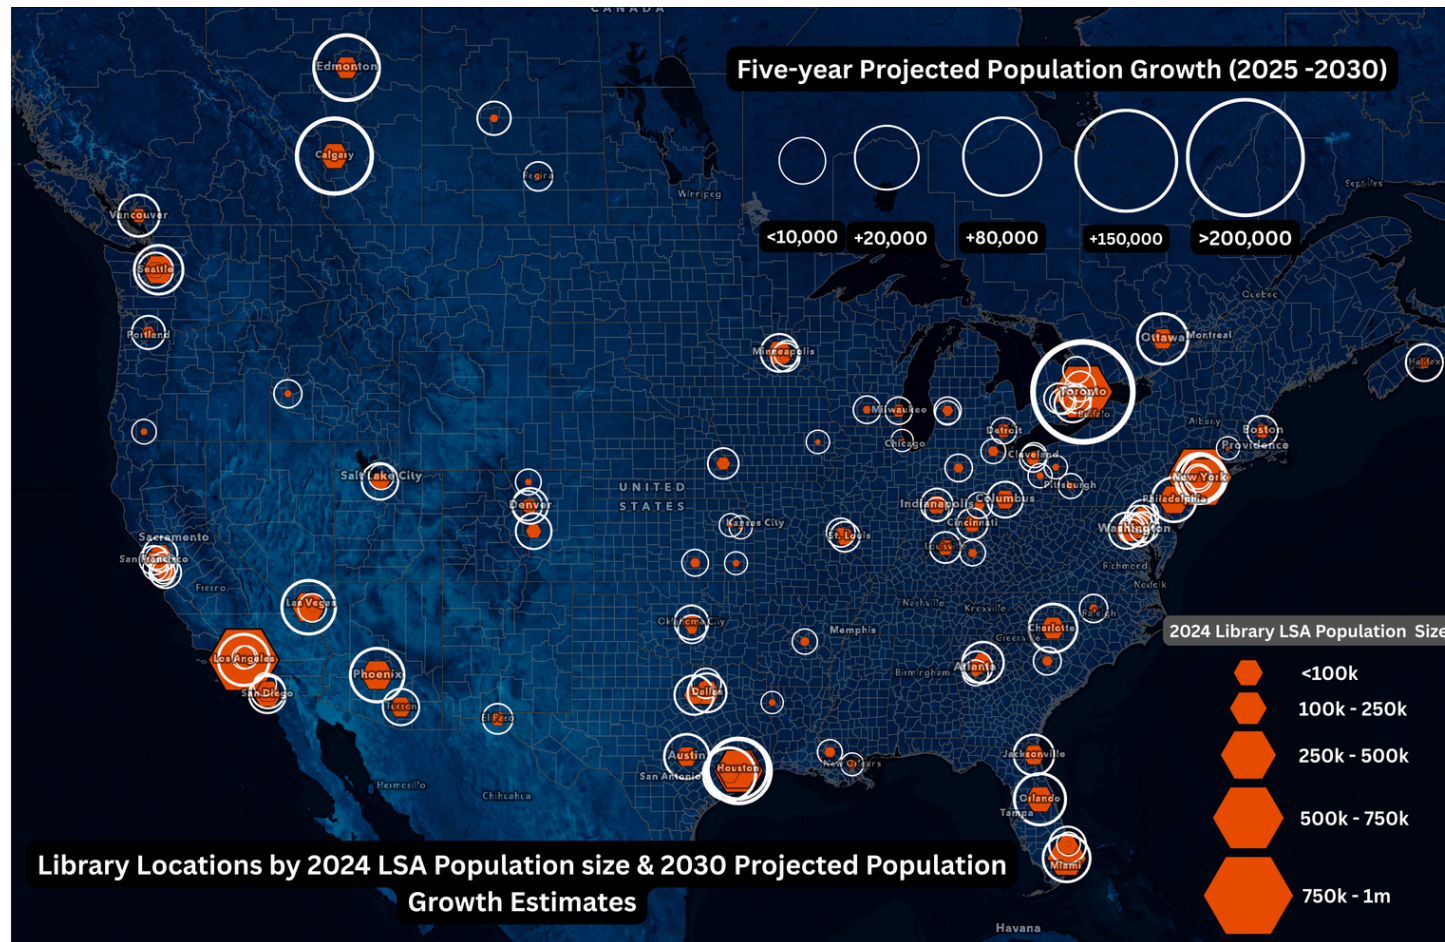 CANADA
Edmonton
Five-year Projected Population Growth (2025 -2030)
Calgary
Regina
Winnipeg
Sept-Îles
Vancouver
<10,000
+20,000
+80,000
+150,000
>200,000
Seattle
Quebec
Portland
Minneapolis
Ottawa
Montreal
Halifax
Toronto
Milwaukee
Buffalo
Albany
Detroit
Boston
Chicago
Providence
Cleveland
Salt Lake City
New York
Pittsburgh
UNITED
STATES
Denver
Indianapolis
Columbus
Philadelphia
Kansas City
Cincinnati
Washington
Sacramento
St. Louis
San Francisco
Louisville
Richmond
Fresno
Norfolk
Las Vegas
Nashville
Knoxville
Raleigh
Oklahoma City
Memphis
Charlotte
Greenville
2024 Library LSA Population Size
Los Angeles
Atlanta
Birmingham
Phoenix
<100k
San Diego
Dallas
Tucson
100k - 250k
El Paso
Austin
Jacksonville
250k - 500k
New Orleans
Houston
San Antonio
Hermosillo
Chihuahua
Orlando
Tampa
500k - 750k
Miami
Library Locations by 2024 LSA Population size & 2030 Projected Population
Growth Estimates
750k - 1m
Havana